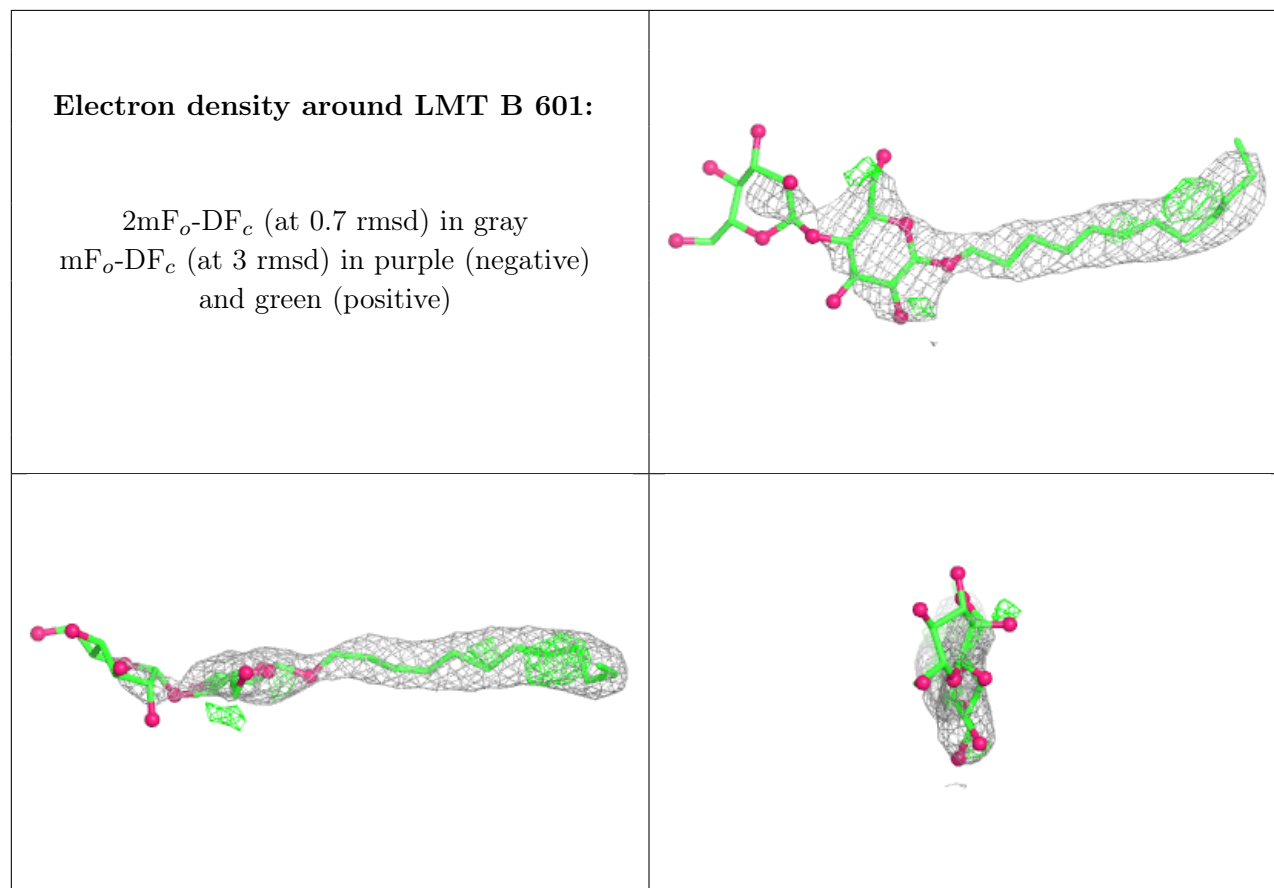 Electron density around LMT B 601:
2mFₒ-DF𝒸 (at 0.7 rmsd) in gray
mFₒ-DF𝒸 (at 3 rmsd) in purple (negative)
and green (positive)